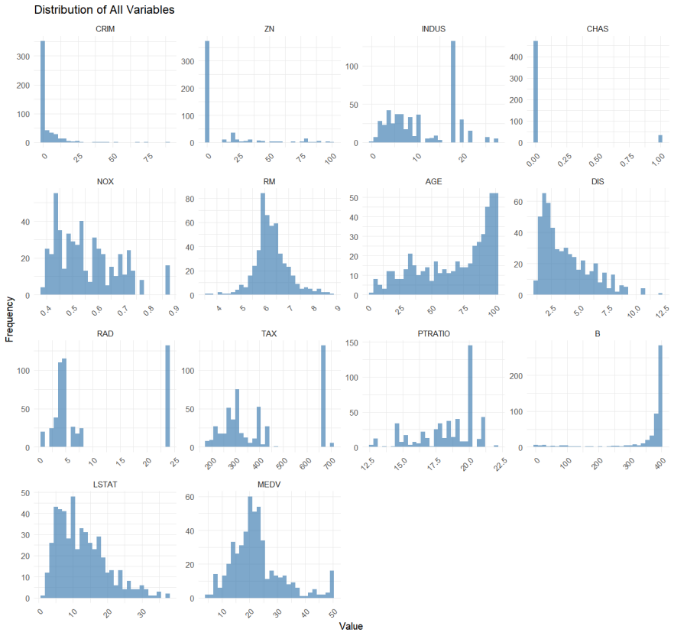 Distribution of All Variables
CRIM ZN INDUS CHAS
300 200 100 0
0 25 50 75
300 200 100 0
0 25 50 75 100
100 50 0
0 10 20
400 300 200 100 0
0.00 0.25 0.50 0.75 1.00
NOX RM AGE DIS
40 20 0
0.4 0.5 0.6 0.7 0.8 0.9
80 60 40 20 0
4 5 6 7 8 9
50 40 30 20 10 0
0 25 50 75 100
60 40 20 0
2.5 5.0 7.5 10.0 12.5
Frequency
RAD TAX PTRATIO B
100 50 0
0 5 10 15 20 25
100 50 0
200 300 400 500 600 700
150 100 50 0
12.5 15.0 17.5 20.0 22.5
200 100 0
0 100 200 300 400
LSTAT MEDV
50 40 30 20 10 0
0 10 20 30
60 50 40 30 20 10 0
10 20 30 40 50
Value